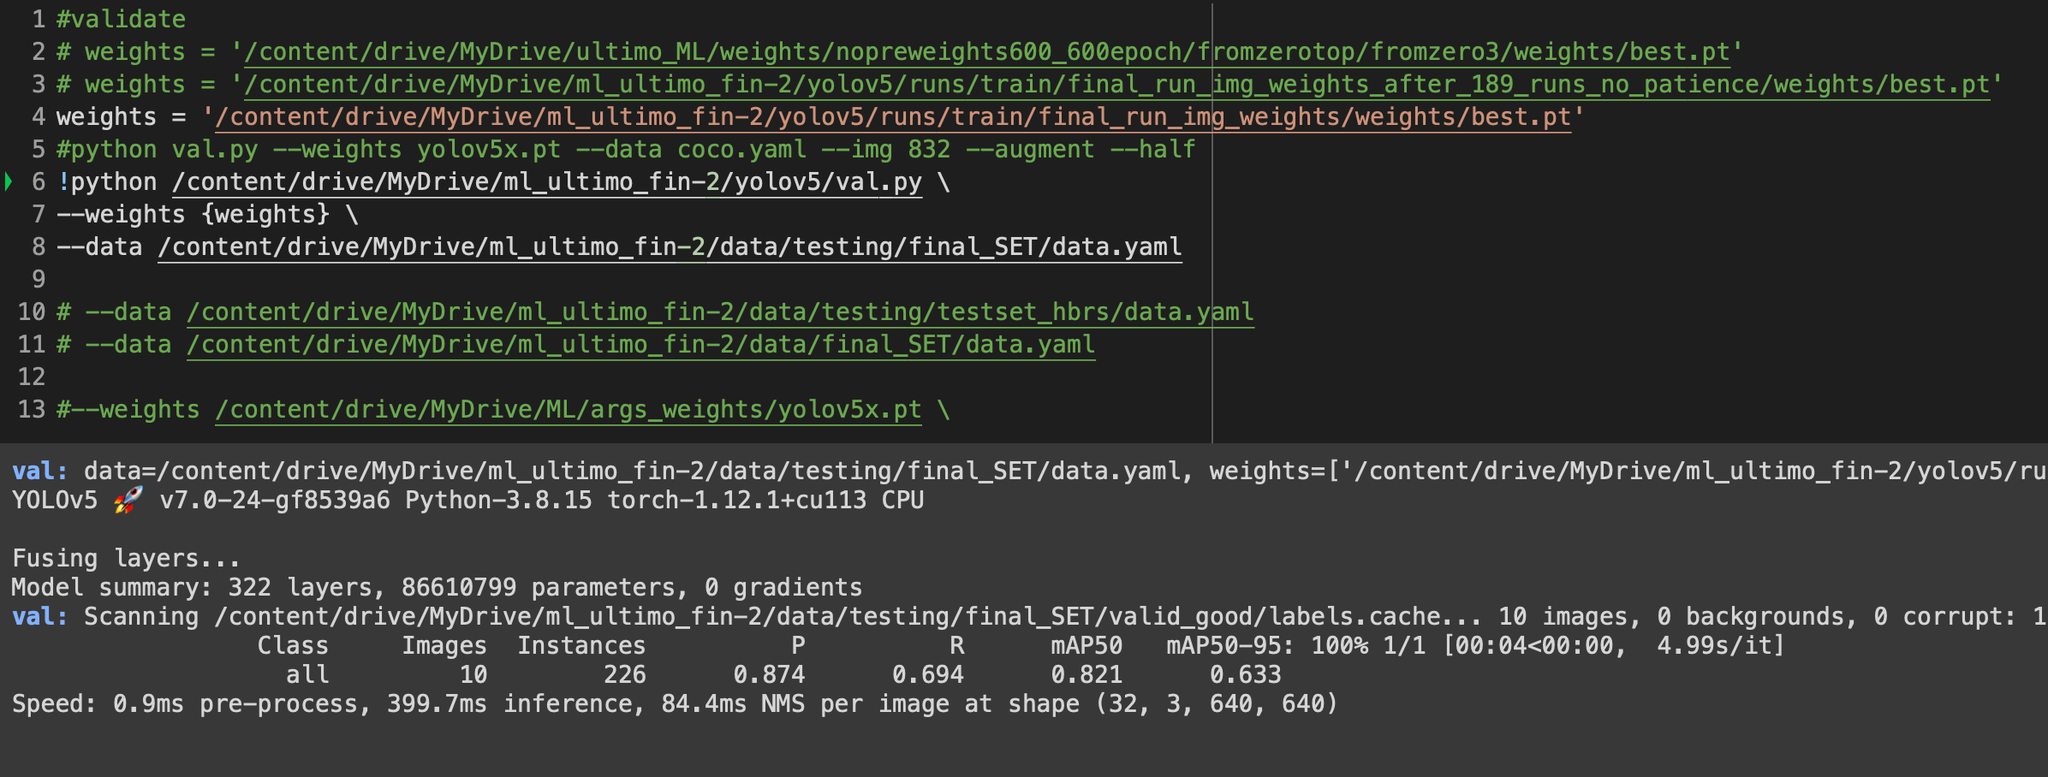 1 #validate
2 # weights = '/content/drive/MyDrive/ultimo_ML/weights/nopreweights600_600epoch/fromzerotop/fromzero3/weights/best.pt'
3 # weights = '/content/drive/MyDrive/ml_ultimo_fin-2/yolov5/runs/train/final_run_img_weights_after_189_runs_no_patience/weights/best.pt'
4 weights = '/content/drive/MyDrive/ml_ultimo_fin-2/yolov5/runs/train/final_run_img_weights/weights/best.pt'
5 #python val.py --weights yolov5x.pt --data coco.yaml --img 832 --augment --half
6 !python /content/drive/MyDrive/ml_ultimo_fin-2/yolov5/val.py \
7 --weights {weights} \
8 --data /content/drive/MyDrive/ml_ultimo_fin-2/data/testing/final_SET/data.yaml
9
10 # --data /content/drive/MyDrive/ml_ultimo_fin-2/data/testing/testset_hbrs/data.yaml
11 # --data /content/drive/MyDrive/ml_ultimo_fin-2/data/final_SET/data.yaml
12
13 #--weights /content/drive/MyDrive/ML/args_weights/yolov5x.pt \
val: data=/content/drive/MyDrive/ml_ultimo_fin-2/data/testing/final_SET/data.yaml, weights=['/content/drive/MyDrive/ml_ultimo_fin-2/yolov5/ru
YOLOv5 🚀 v7.0-24-gf8539a6 Python-3.8.15 torch-1.12.1+cu113 CPU
Fusing layers...
Model summary: 322 layers, 86610799 parameters, 0 gradients
val: Scanning /content/drive/MyDrive/ml_ultimo_fin-2/data/testing/final_SET/valid_good/labels.cache... 10 images, 0 backgrounds, 0 corrupt: 1
Class Images Instances P R mAP50 mAP50-95: 100% 1/1 [00:04<00:00, 4.99s/it]
all 10 226 0.874 0.694 0.821 0.633
Speed: 0.9ms pre-process, 399.7ms inference, 84.4ms NMS per image at shape (32, 3, 640, 640)